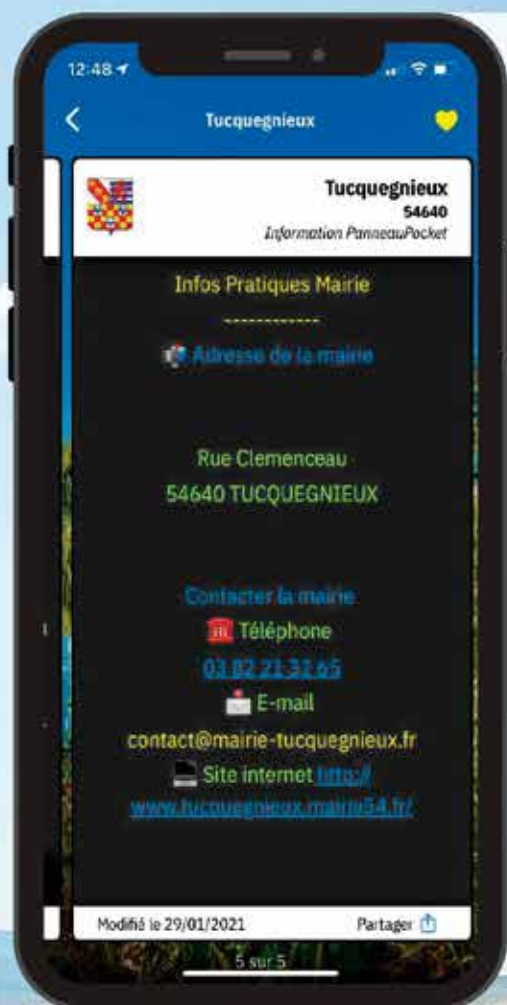 12:48
Tucquegnieux
Tucquegnieux
54640
Information PanneauPocket
Infos Pratiques Mairie
------------
Adresse de la mairie
Rue Clemenceau
54640 TUCQUEGNIEUX
Contacter la mairie
Téléphone
03 82 21 32 65
E-mail
contact@mairie-tucquegnieux.fr
Site internet http://
www.tucquegnieux.mairie54.fr/
Modifié le 29/01/2021
Partager
5 sur 5